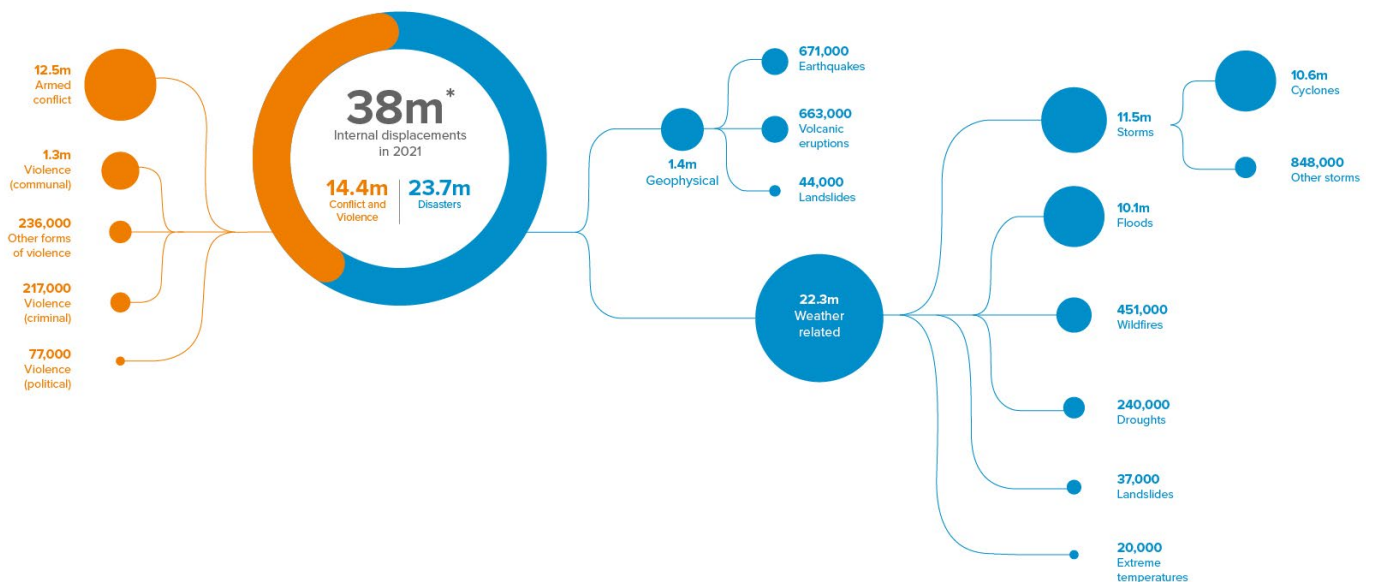 12.5m
Armed
conflict
1.3m
Violence
(communal)
236,000
Other forms
of violence
217,000
Violence
(criminal)
77,000
Violence
(political)
38m*
Internal displacements
in 2021
14.4m
Conflict and
Violence
23.7m
Disasters
1.4m
Geophysical
671,000
Earthquakes
663,000
Volcanic
eruptions
44,000
Landslides
22.3m
Weather
related
11.5m
Storms
10.6m
Cyclones
848,000
Other storms
10.1m
Floods
451,000
Wildfires
240,000
Droughts
37,000
Landslides
20,000
Extreme
temperatures